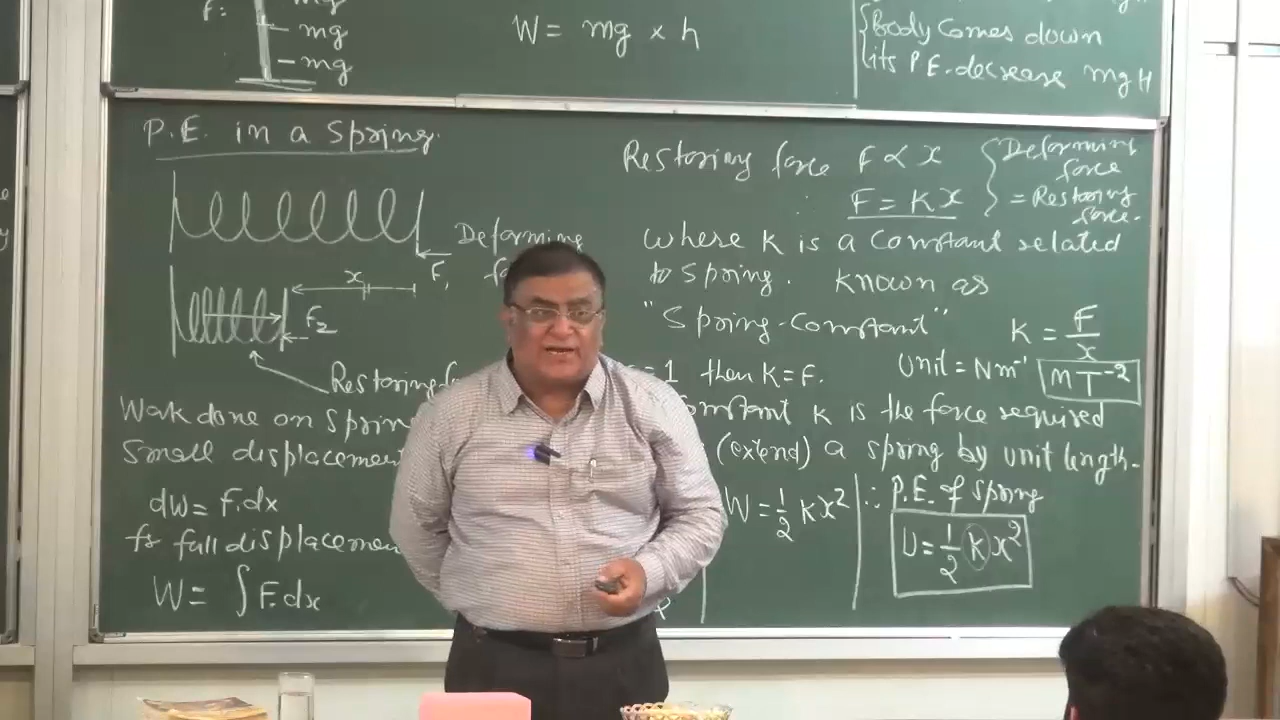 F:
mg
- mg
- mg
W = mg × h
Body Comes down
its P.E. decrease mg H
P.E. in a Spring.
Deforming
F₁
x
F₂
Restoring
Work done on Spring
Small displacement
dW = F.dx
for full displacement
W = ∫ F.dx
Restoring force F ∝ x
∴ F = Kx
Deforming
force
= Restoring
force.
where K is a Constant related
to Spring. Known as
"Spring-Constant"
K = F/x
= 1 then K = F.
Unit = Nm⁻¹
MT⁻²
Constant K is the force required
(extend) a spring by unit length-
W = 1/2 Kx²
∴ P.E. of Spring
U = 1/2 kx²